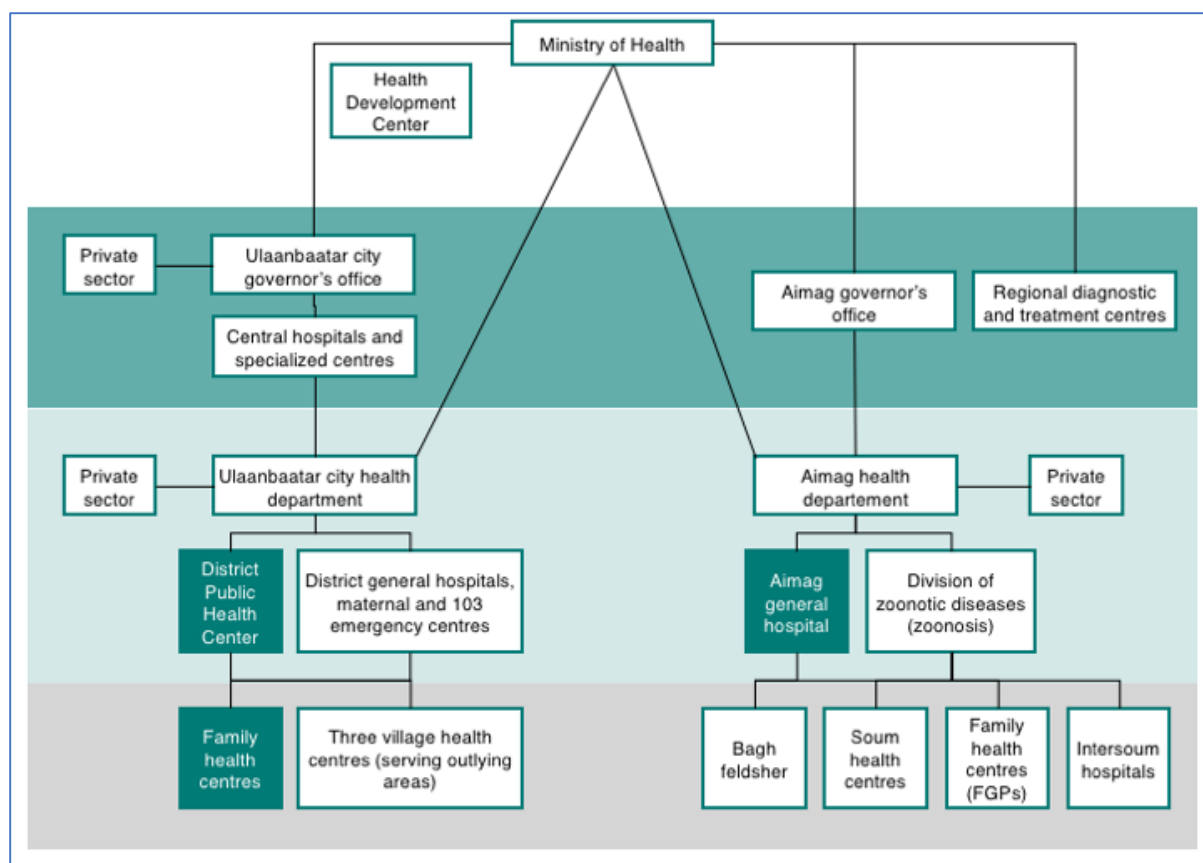 Ministry of Health
Health
Development
Center
Private
sector
Ulaanbaatar city
governor's office
Aimag governor's
office
Regional diagnostic
and treatment centres
Central hospitals and
specialized centres
Private
sector
Ulaanbaatar city health
department
Aimag health
departement
Private
sector
District
Public
Health
Center
District general hospitals,
maternal and 103
emergency centres
Aimag
general
hospital
Division of
zoonotic diseases
(zoonosis)
Family
health
centres
Three village health
centres (serving outlying
areas)
Bagh
feldsher
Soum
health
centres
Family
health
centres
(FGPs)
Intersoum
hospitals